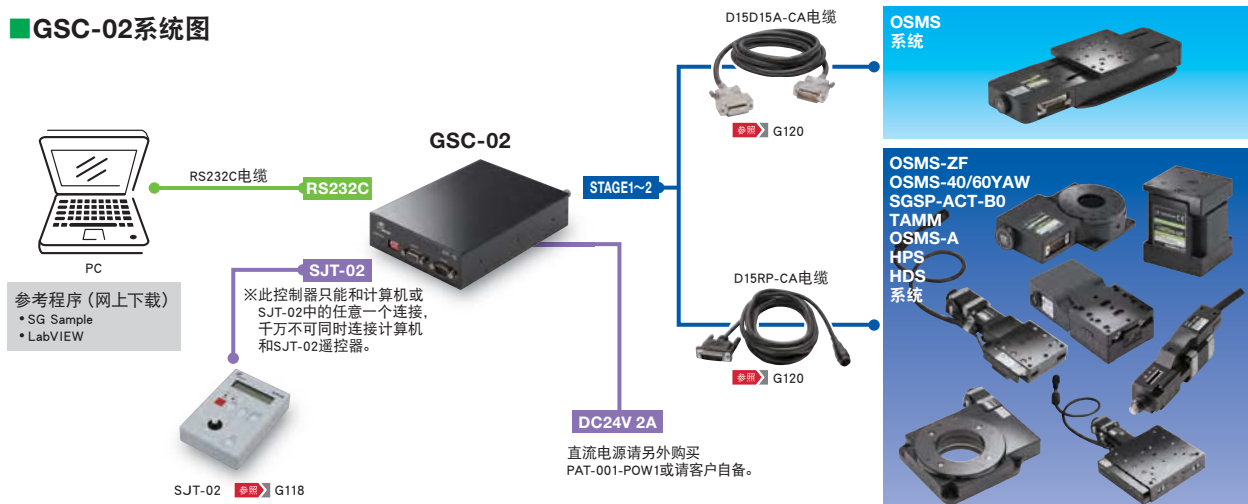 ■GSC-02系统图
PC
参考程序（网上下载）
• SG Sample
• LabVIEW
RS232C电缆
RS232C
GSC-02
SJT-02
※此控制器只能和计算机或
SJT-02中的任意一个连接，
千万不可同时连接计算机
和SJT-02遥控器。
SJT-02 参照 G118
STAGE1～2
DC24V 2A
直流电源请另外购买
PAT-001-POW1或请客户自备。
D15D15A-CA电缆
参照 G120
D15RP-CA电缆
参照 G120
OSMS
系统
OSMS-ZF
OSMS-40/60YAW
SGSP-ACT-B0
TAMM
OSMS-A
HPS
HDS
系统